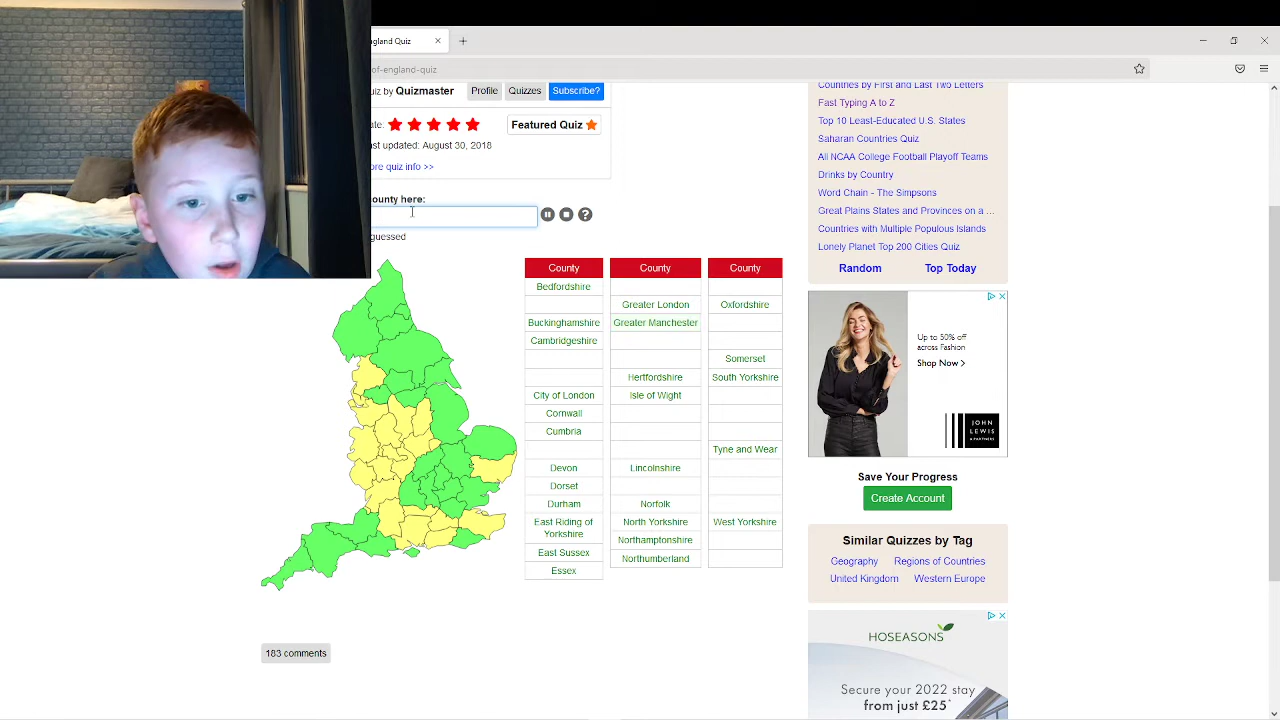 ngland Quiz
of-england-quiz
uiz by Quizmaster
Profile
Quizzes
Subscribe?
ate:
Featured Quiz
ast updated: August 30, 2018
ore quiz info >>
ounty here:
guessed
County
County
County
Bedfordshire
Greater London
Oxfordshire
Buckinghamshire
Greater Manchester
Cambridgeshire
Somerset
Hertfordshire
South Yorkshire
City of London
Isle of Wight
Cornwall
Cumbria
Tyne and Wear
Devon
Lincolnshire
Dorset
Durham
Norfolk
East Riding of
Yorkshire
North Yorkshire
West Yorkshire
Northamptonshire
East Sussex
Northumberland
Essex
183 comments
Countries by First and Last Two Letters
Fast Typing A to Z
Top 10 Least-Educated U.S. States
Saharan Countries Quiz
All NCAA College Football Playoff Teams
Drinks by Country
Word Chain - The Simpsons
Great Plains States and Provinces on a ...
Countries with Multiple Populous Islands
Lonely Planet Top 200 Cities Quiz
Random
Top Today
Up to 50% off
across Fashion
Shop Now >
JOHN
LEWIS
& PARTNERS
Save Your Progress
Create Account
Similar Quizzes by Tag
Geography
Regions of Countries
United Kingdom
Western Europe
HOSEASONS
Secure your 2022 stay
from just £25*